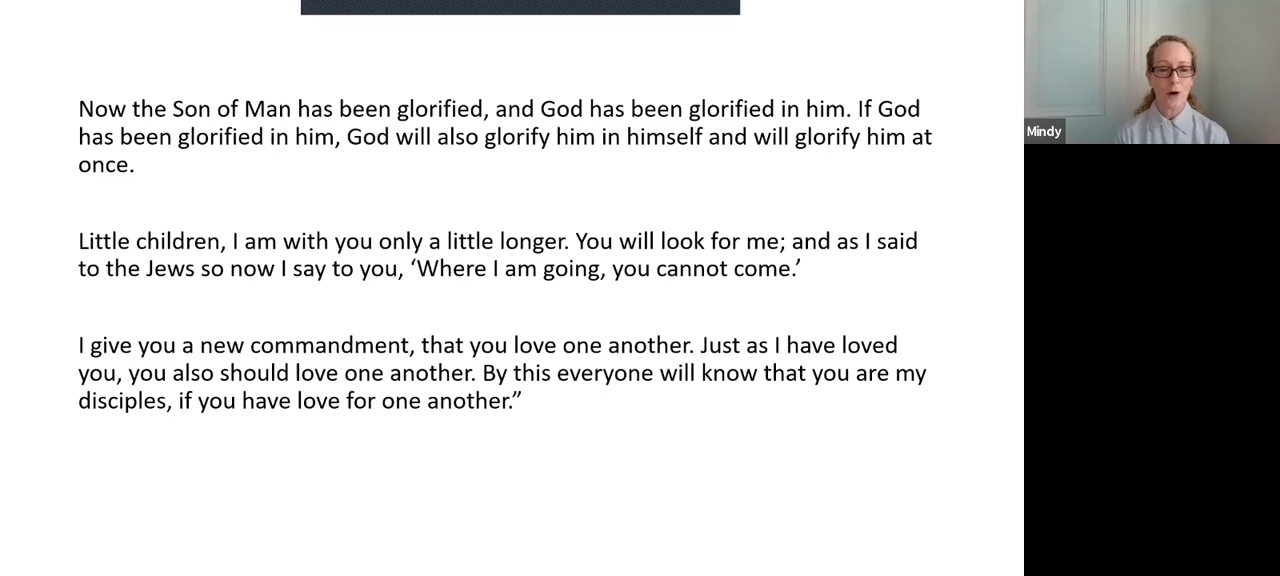 Now the Son of Man has been glorified, and God has been glorified in him. If God
has been glorified in him, God will also glorify him in himself and will glorify him at
once.
Little children, I am with you only a little longer. You will look for me; and as I said
to the Jews so now I say to you, ‘Where I am going, you cannot come.’
I give you a new commandment, that you love one another. Just as I have loved
you, you also should love one another. By this everyone will know that you are my
disciples, if you have love for one another.”
Mindy